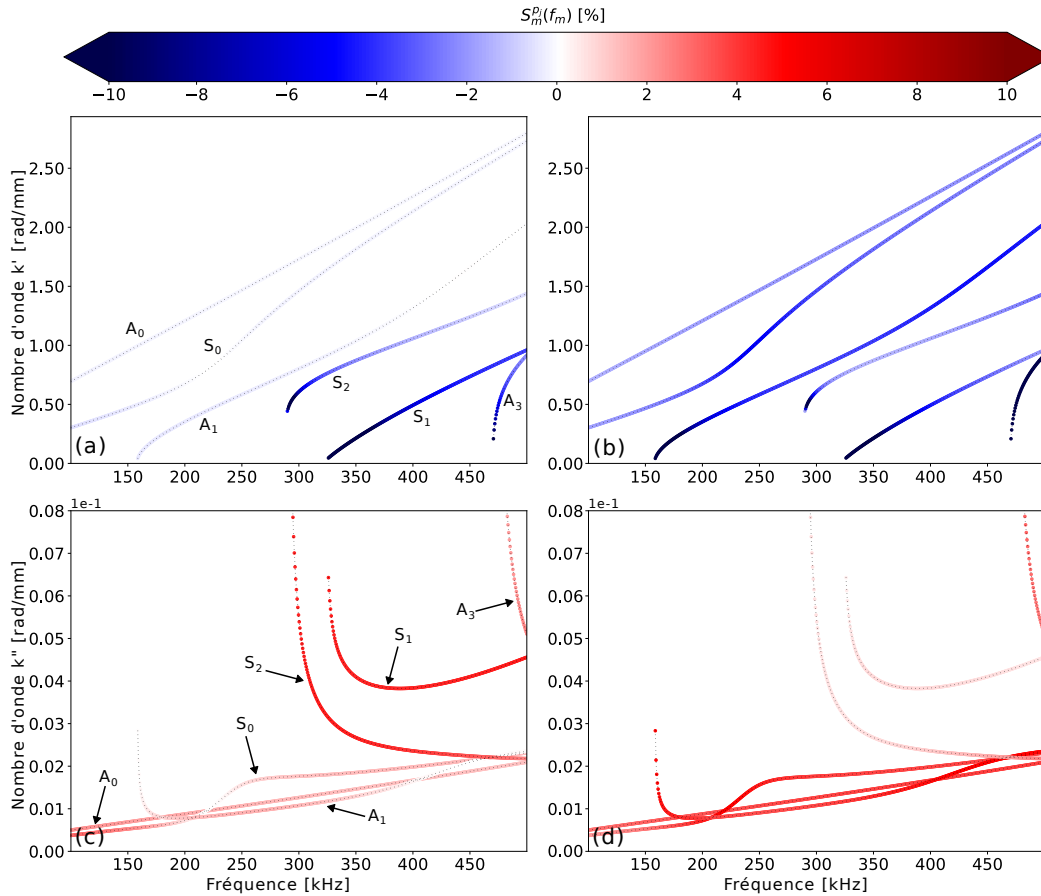 $S_m^{p_j}(f_m)$ [%]
−10 −8 −6 −4 −2 0 2 4 6 8 10
Nombre d'onde k' [rad/mm]
2.50
2.00
1.50
1.00
0.50
0.00
A₀
S₀
A₁
S₂
S₁
A₃
(a)
150 200 250 300 350 400 450
2.50
2.00
1.50
1.00
0.50
0.00
(b)
150 200 250 300 350 400 450
Nombre d'onde k" [rad/mm]
1e-1
0.08
0.07
0.06
0.05
0.04
0.03
0.02
0.01
0.00
A₃
S₁
S₂
S₀
A₀
A₁
(c)
150 200 250 300 350 400 450
Fréquence [kHz]
1e-1
0.08
0.07
0.06
0.05
0.04
0.03
0.02
0.01
0.00
(d)
150 200 250 300 350 400 450
Fréquence [kHz]